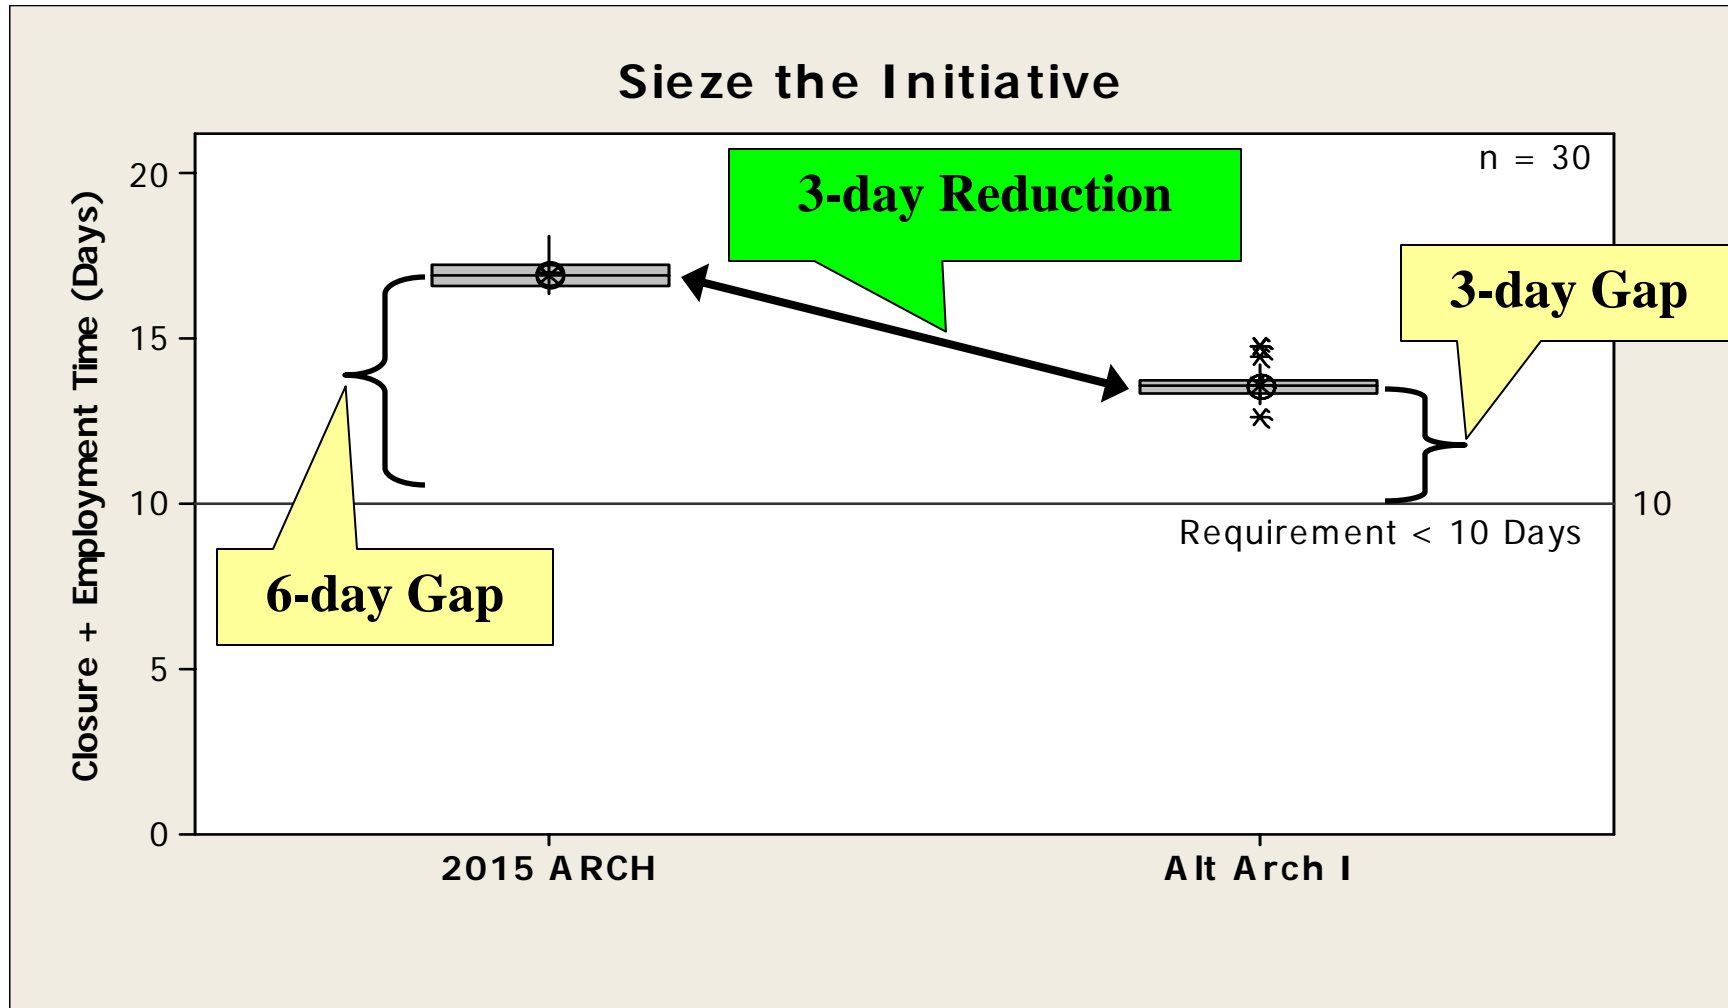 Sieze the Initiative
n = 30
3-day Reduction
3-day Gap
6-day Gap
Closure + Employment Time (Days)
20
15
10
5
0
10
Requirement < 10 Days
2015 ARCH
Alt Arch I